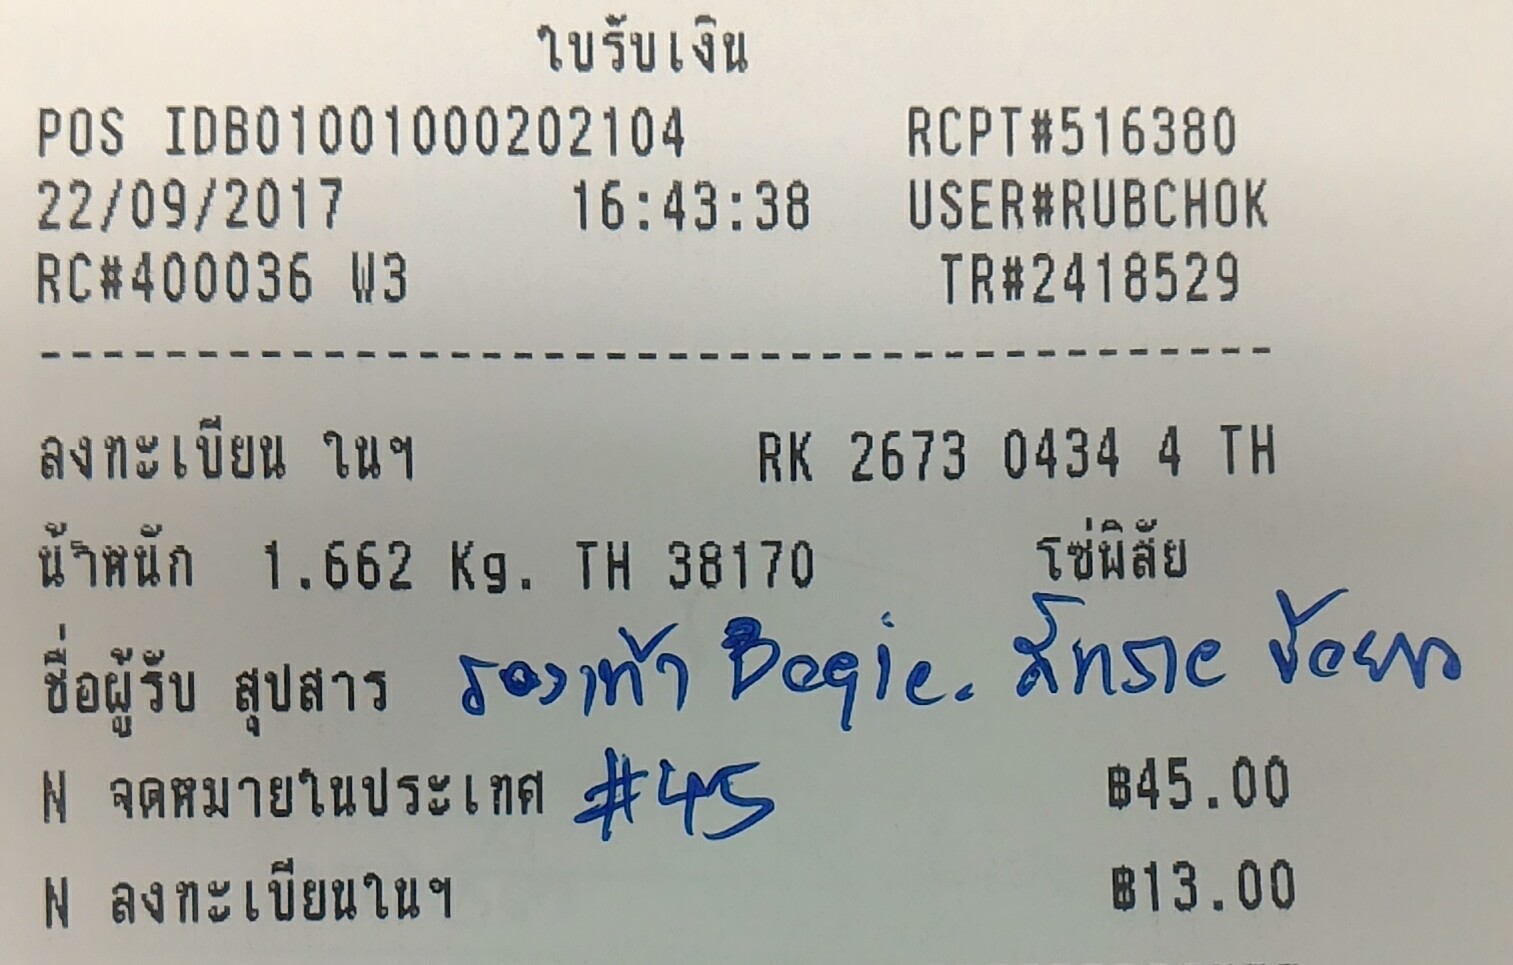 ใบรับเงิน
POS IDB01001000202104 RCPT#516380
22/09/2017 16:43:38 USER#RUBCHOK
RC#400036 W3 TR#2418529
ลงทะเบียน ในฯ RK 2673 0434 4 TH
น้ำหนัก 1.662 Kg. TH 38170 โซ่พิสัย
ชื่อผู้รับ สุปสาร รองเท้า
N จดหมายในประเทศ #45 ฿45.00
N ลงทะเบียนในฯ ฿13.00